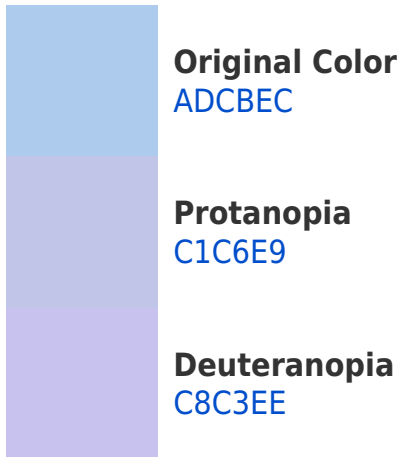 Original Color
ADCBEC
Protanopia
C1C6E9
Deuteranopia
C8C3EE